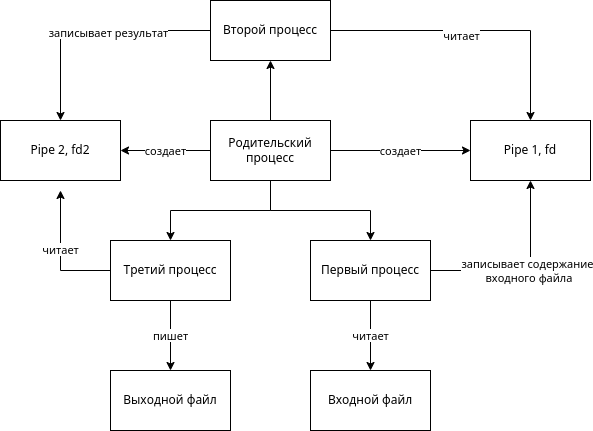 Второй процесс
записывает результат
читает
Pipe 2, fd2
создает
Родительский
процесс
создает
Pipe 1, fd
читает
Третий процесс
Первый процесс
записывает содержание
входного файла
пишет
читает
Выходной файл
Входной файл